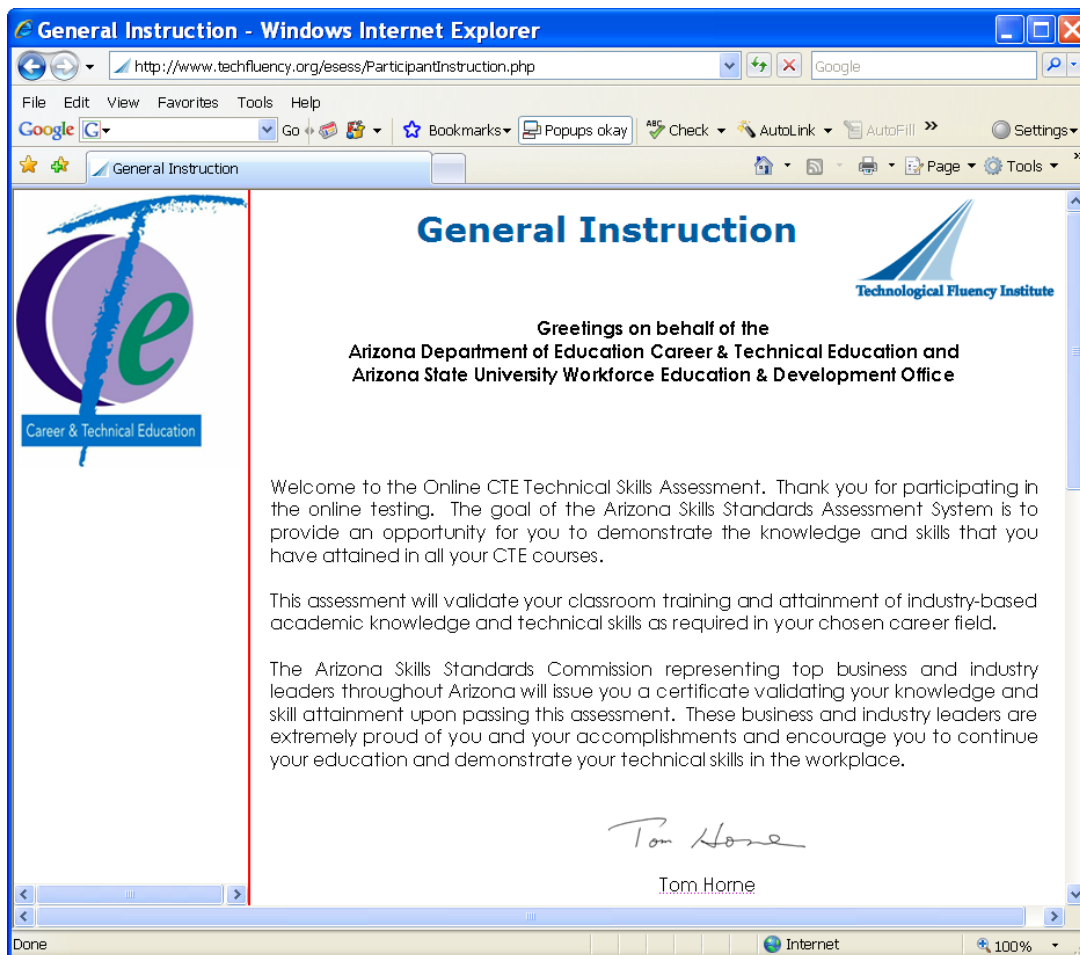 General Instruction - Windows Internet Explorer
http://www.techfluency.org/esess/ParticipantInstruction.php
Google
File Edit View Favorites Tools Help
Google G Go Bookmarks Popups okay ABC Check AutoLink AutoFill » Settings
General Instruction
Page Tools »
CTe
Career & Technical Education
General Instruction
Technological Fluency Institute
Greetings on behalf of the
Arizona Department of Education Career & Technical Education and
Arizona State University Workforce Education & Development Office
Welcome to the Online CTE Technical Skills Assessment. Thank you for participating in
the online testing. The goal of the Arizona Skills Standards Assessment System is to
provide an opportunity for you to demonstrate the knowledge and skills that you
have attained in all your CTE courses.
This assessment will validate your classroom training and attainment of industry-based
academic knowledge and technical skills as required in your chosen career field.
The Arizona Skills Standards Commission representing top business and industry
leaders throughout Arizona will issue you a certificate validating your knowledge and
skill attainment upon passing this assessment. These business and industry leaders are
extremely proud of you and your accomplishments and encourage you to continue
your education and demonstrate your technical skills in the workplace.
Tom Horne
Tom Horne
Done Internet 100%